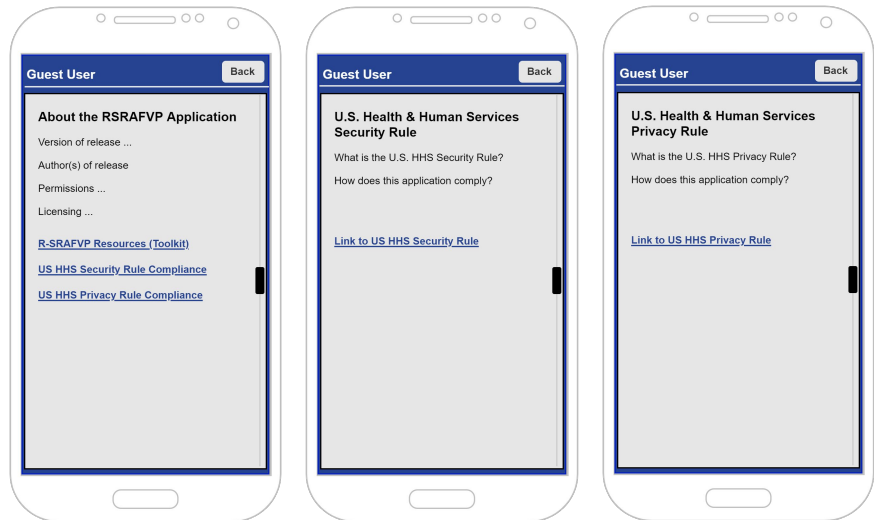 Guest User
Back
About the RSRAFVP Application
Version of release ...
Author(s) of release
Permissions ...
Licensing ...
R-SRAFVP Resources (Toolkit)
US HHS Security Rule Compliance
US HHS Privacy Rule Compliance
Guest User
Back
U.S. Health & Human Services
Security Rule
What is the U.S. HHS Security Rule?
How does this application comply?
Link to US HHS Security Rule
Guest User
Back
U.S. Health & Human Services
Privacy Rule
What is the U.S. HHS Privacy Rule?
How does this application comply?
Link to US HHS Privacy Rule